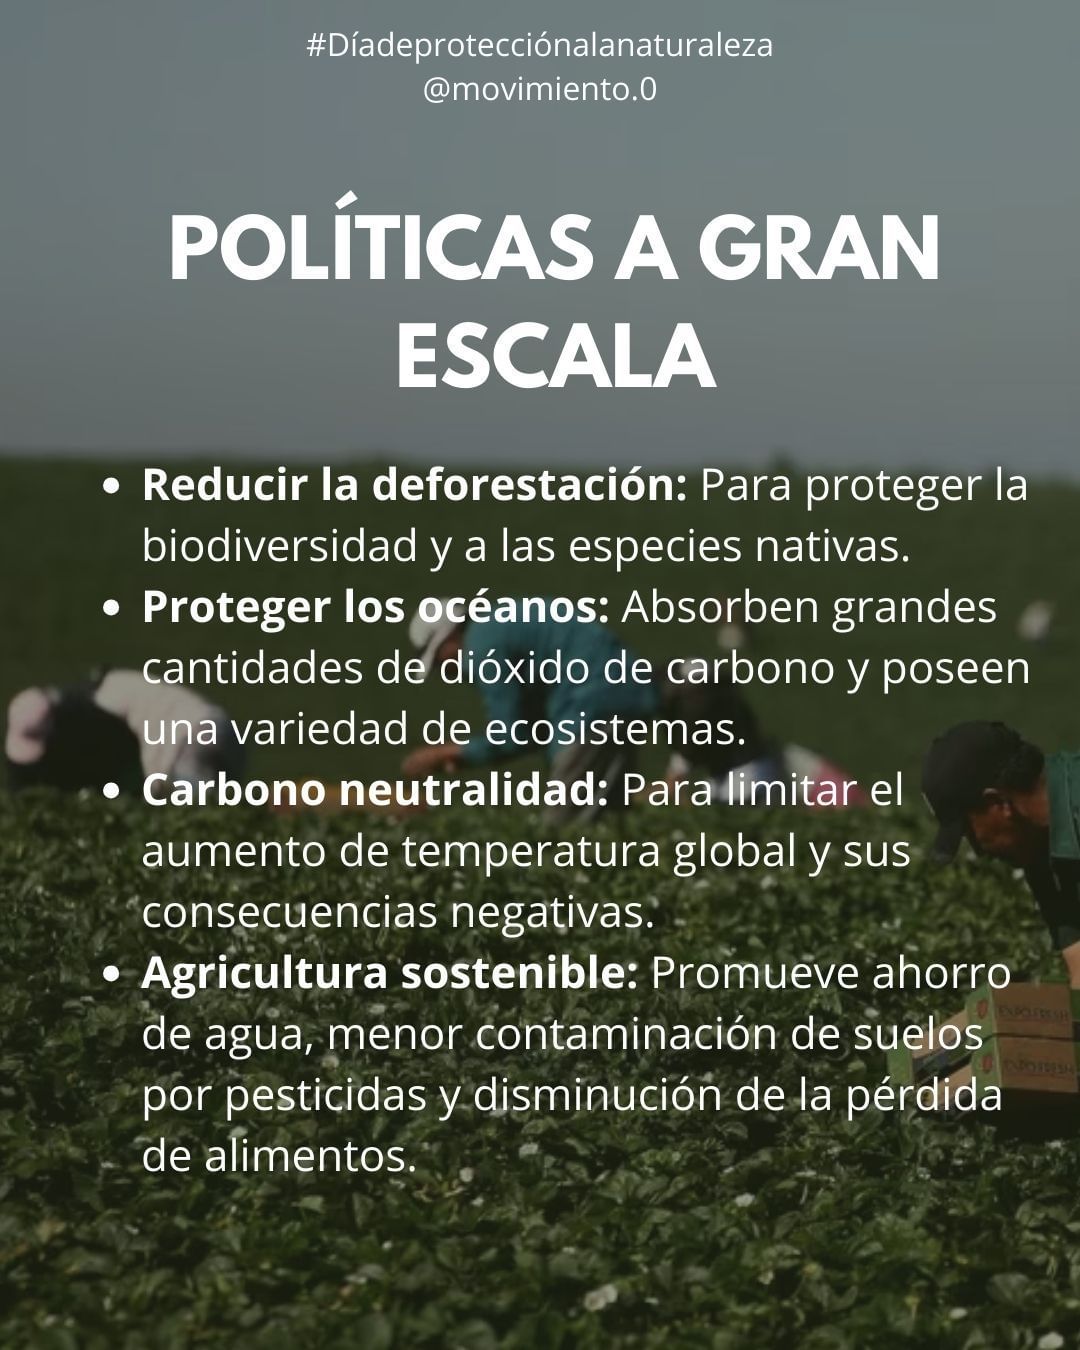 #Díadeprotecciónalanaturaleza
@movimiento.0
POLÍTICAS A GRAN
ESCALA
• Reducir la deforestación: Para proteger la
biodiversidad y a las especies nativas.
• Proteger los océanos: Absorben grandes
cantidades de dióxido de carbono y poseen
una variedad de ecosistemas.
• Carbono neutralidad: Para limitar el
aumento de temperatura global y sus
consecuencias negativas.
• Agricultura sostenible: Promueve ahorro
de agua, menor contaminación de suelos
por pesticidas y disminución de la pérdida
de alimentos.